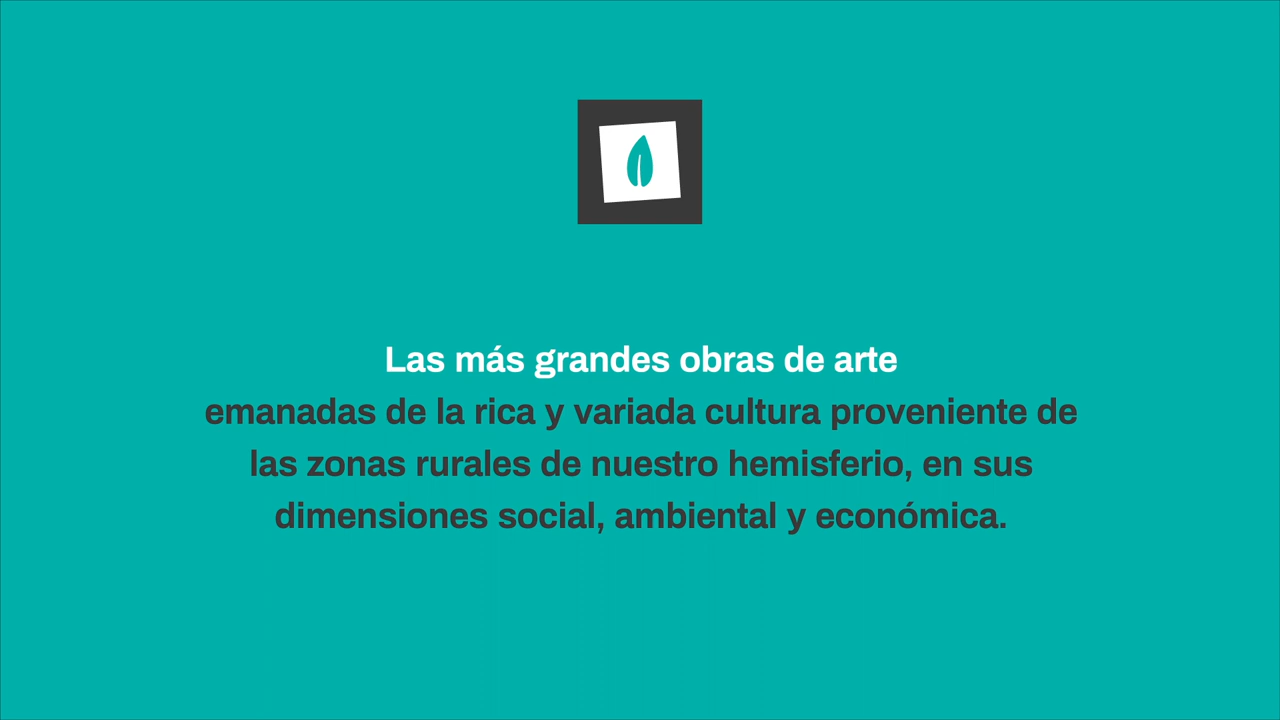 Las más grandes obras de arte
emanadas de la rica y variada cultura proveniente de
las zonas rurales de nuestro hemisferio, en sus
dimensiones social, ambiental y económica.